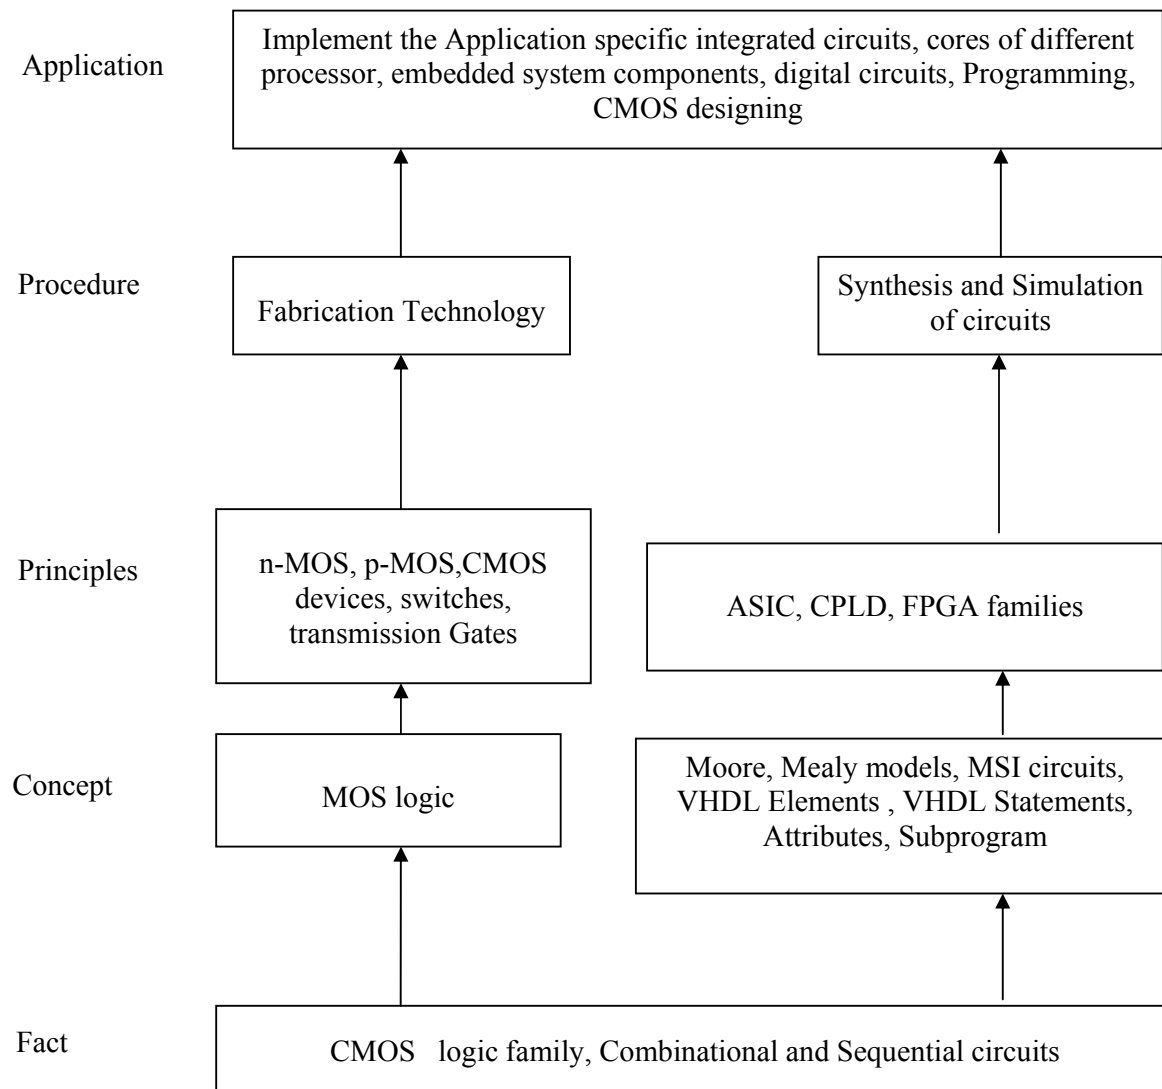 Application
Implement the Application specific integrated circuits, cores of different
processor, embedded system components, digital circuits, Programming,
CMOS designing
Procedure
Fabrication Technology
Synthesis and Simulation
of circuits
Principles
n-MOS, p-MOS,CMOS
devices, switches,
transmission Gates
ASIC, CPLD, FPGA families
Concept
MOS logic
Moore, Mealy models, MSI circuits,
VHDL Elements , VHDL Statements,
Attributes, Subprogram
Fact
CMOS logic family, Combinational and Sequential circuits